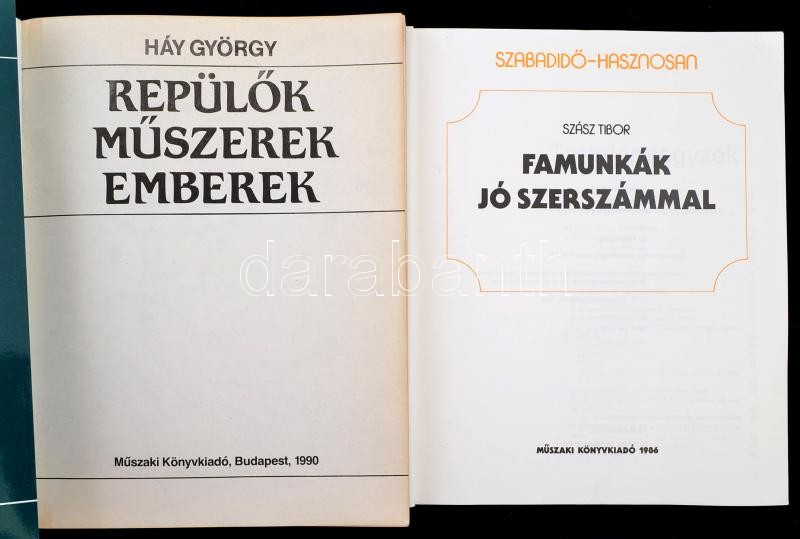 HÁY GYÖRGY
REPÜLŐK
MŰSZEREK
EMBEREK
Műszaki Könyvkiadó, Budapest, 1990
SZABADIDŐ-HASZNOSAN
SZÁSZ TIBOR
FAMUNKÁK
JÓ SZERSZÁMMAL
MŰSZAKI KÖNYVKIADÓ 1986
darabanth